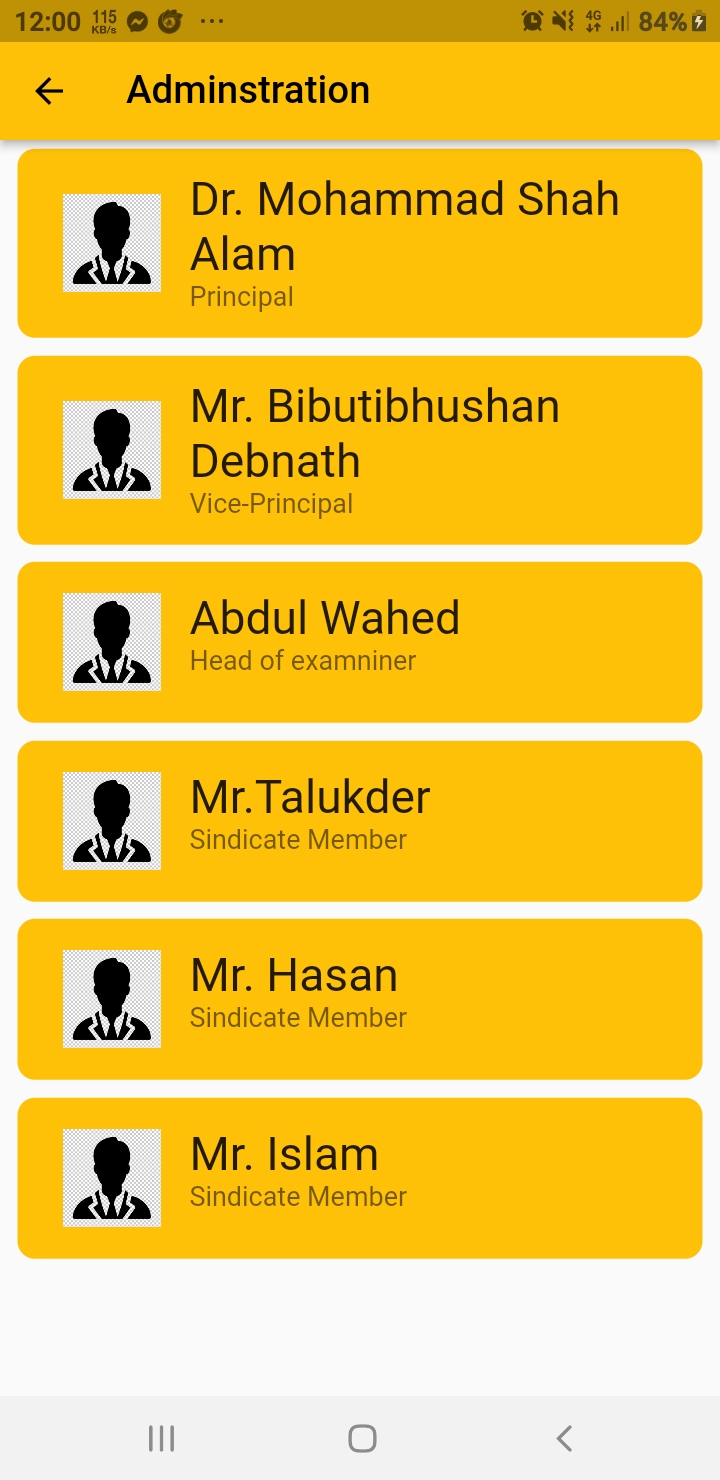 12:00 115 KB/s ... 4G 84%
Adminstration
Dr. Mohammad Shah
Alam
Principal
Mr. Bibutibhushan
Debnath
Vice-Principal
Abdul Wahed
Head of examniner
Mr.Talukder
Sindicate Member
Mr. Hasan
Sindicate Member
Mr. Islam
Sindicate Member